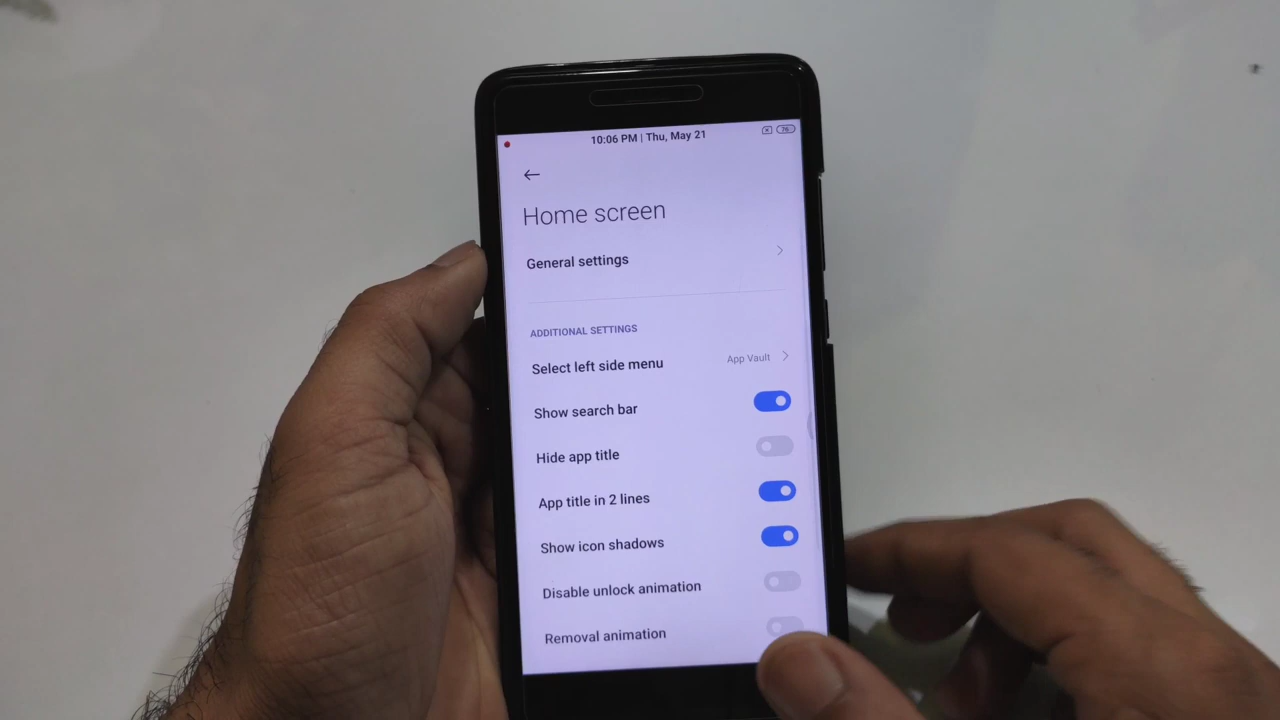 10:06 PM | Thu, May 21
Home screen
General settings
ADDITIONAL SETTINGS
Select left side menu App Vault
Show search bar
Hide app title
App title in 2 lines
Show icon shadows
Disable unlock animation
Removal animation